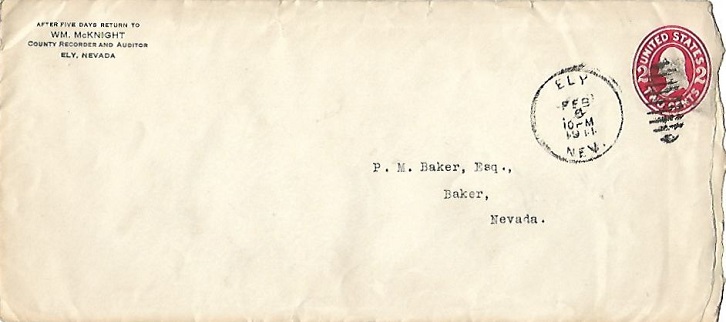 AFTER FIVE DAYS RETURN TO
WM. McKNIGHT
COUNTY RECORDER AND AUDITOR
ELY, NEVADA
UNITED STATES
2 2
TWO CENTS
ELY
FEB
8
10 PM
1911
NEV.
P. M. Baker, Esq.,
Baker,
Nevada.